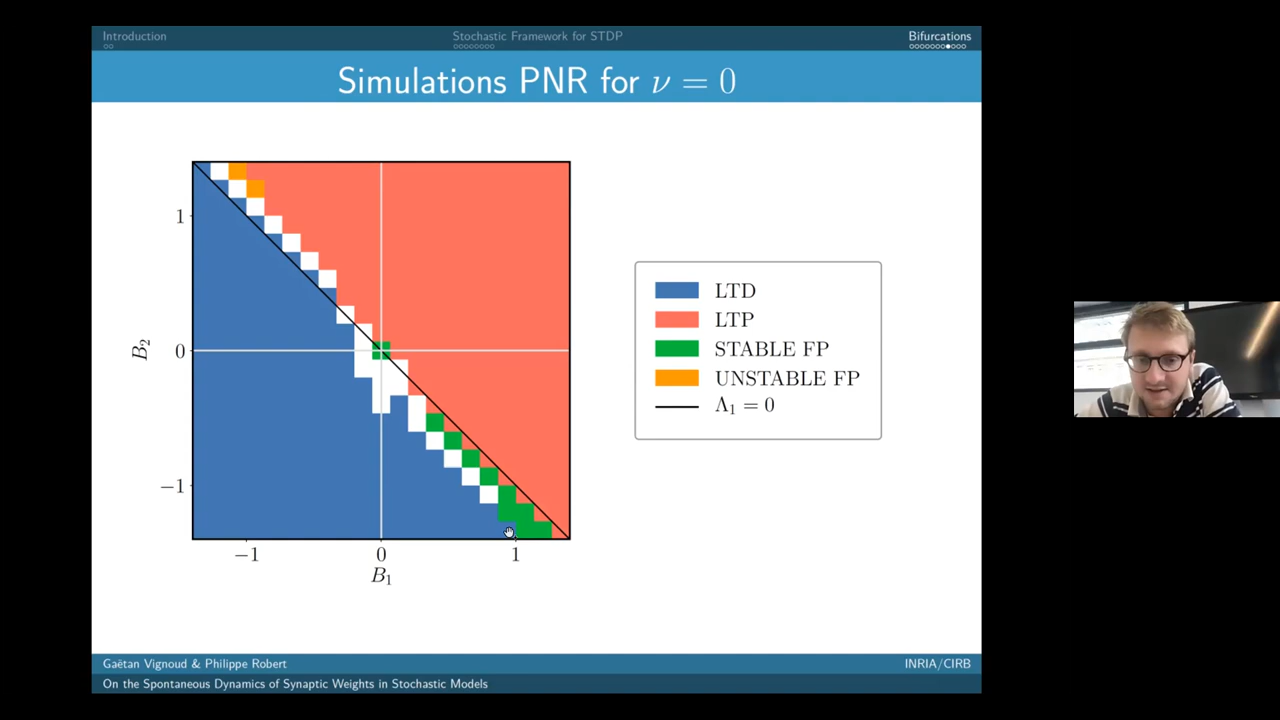 Introduction
Stochastic Framework for STDP
Bifurcations
Simulations PNR for ν = 0
1
0
−1
B₂
−1
0
1
B₁
LTD
LTP
STABLE FP
UNSTABLE FP
Λ₁ = 0
Gaëtan Vignoud & Philippe Robert
INRIA/CIRB
On the Spontaneous Dynamics of Synaptic Weights in Stochastic Models